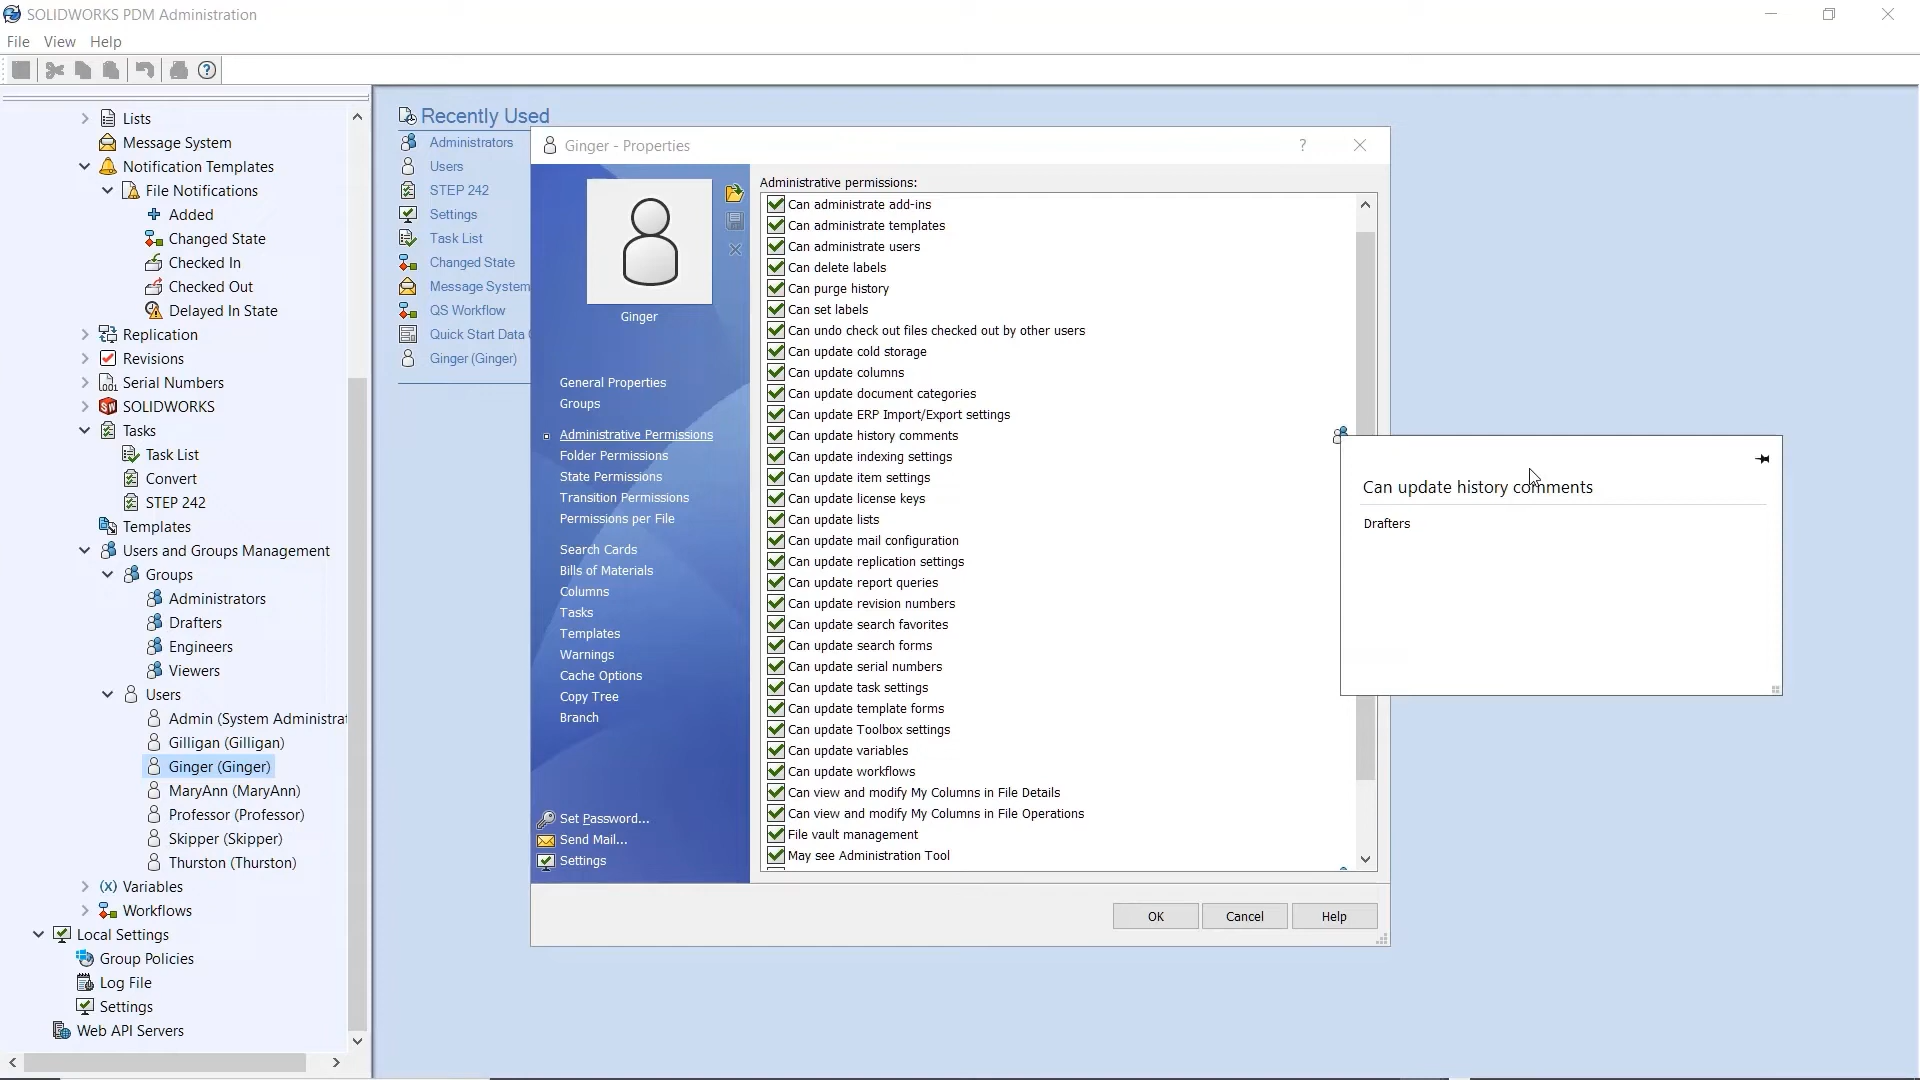 SOLIDWORKS PDM Administration
File View Help
Lists
Message System
Notification Templates
File Notifications
Added
Changed State
Checked In
Checked Out
Delayed In State
Replication
Revisions
Serial Numbers
SOLIDWORKS
Tasks
Task List
Convert
STEP 242
Templates
Users and Groups Management
Groups
Administrators
Drafters
Engineers
Viewers
Users
Admin (System Administrat
Gilligan (Gilligan)
Ginger (Ginger)
MaryAnn (MaryAnn)
Professor (Professor)
Skipper (Skipper)
Thurston (Thurston)
(x) Variables
Workflows
Local Settings
Group Policies
Log File
Settings
Web API Servers
Recently Used
Administrators
Users
STEP 242
Settings
Task List
Changed State
Message System
QS Workflow
Quick Start Data
Ginger (Ginger)
Ginger - Properties
Ginger
General Properties
Groups
Administrative Permissions
Folder Permissions
State Permissions
Transition Permissions
Permissions per File
Search Cards
Bills of Materials
Columns
Tasks
Templates
Warnings
Cache Options
Copy Tree
Branch
Set Password...
Send Mail...
Settings
Administrative permissions:
Can administrate add-ins
Can administrate templates
Can administrate users
Can delete labels
Can purge history
Can set labels
Can undo check out files checked out by other users
Can update cold storage
Can update columns
Can update document categories
Can update ERP Import/Export settings
Can update history comments
Can update indexing settings
Can update item settings
Can update license keys
Can update lists
Can update mail configuration
Can update replication settings
Can update report queries
Can update revision numbers
Can update search favorites
Can update search forms
Can update serial numbers
Can update task settings
Can update template forms
Can update Toolbox settings
Can update variables
Can update workflows
Can view and modify My Columns in File Details
Can view and modify My Columns in File Operations
File vault management
May see Administration Tool
OK Cancel Help
Can update history comments
Drafters